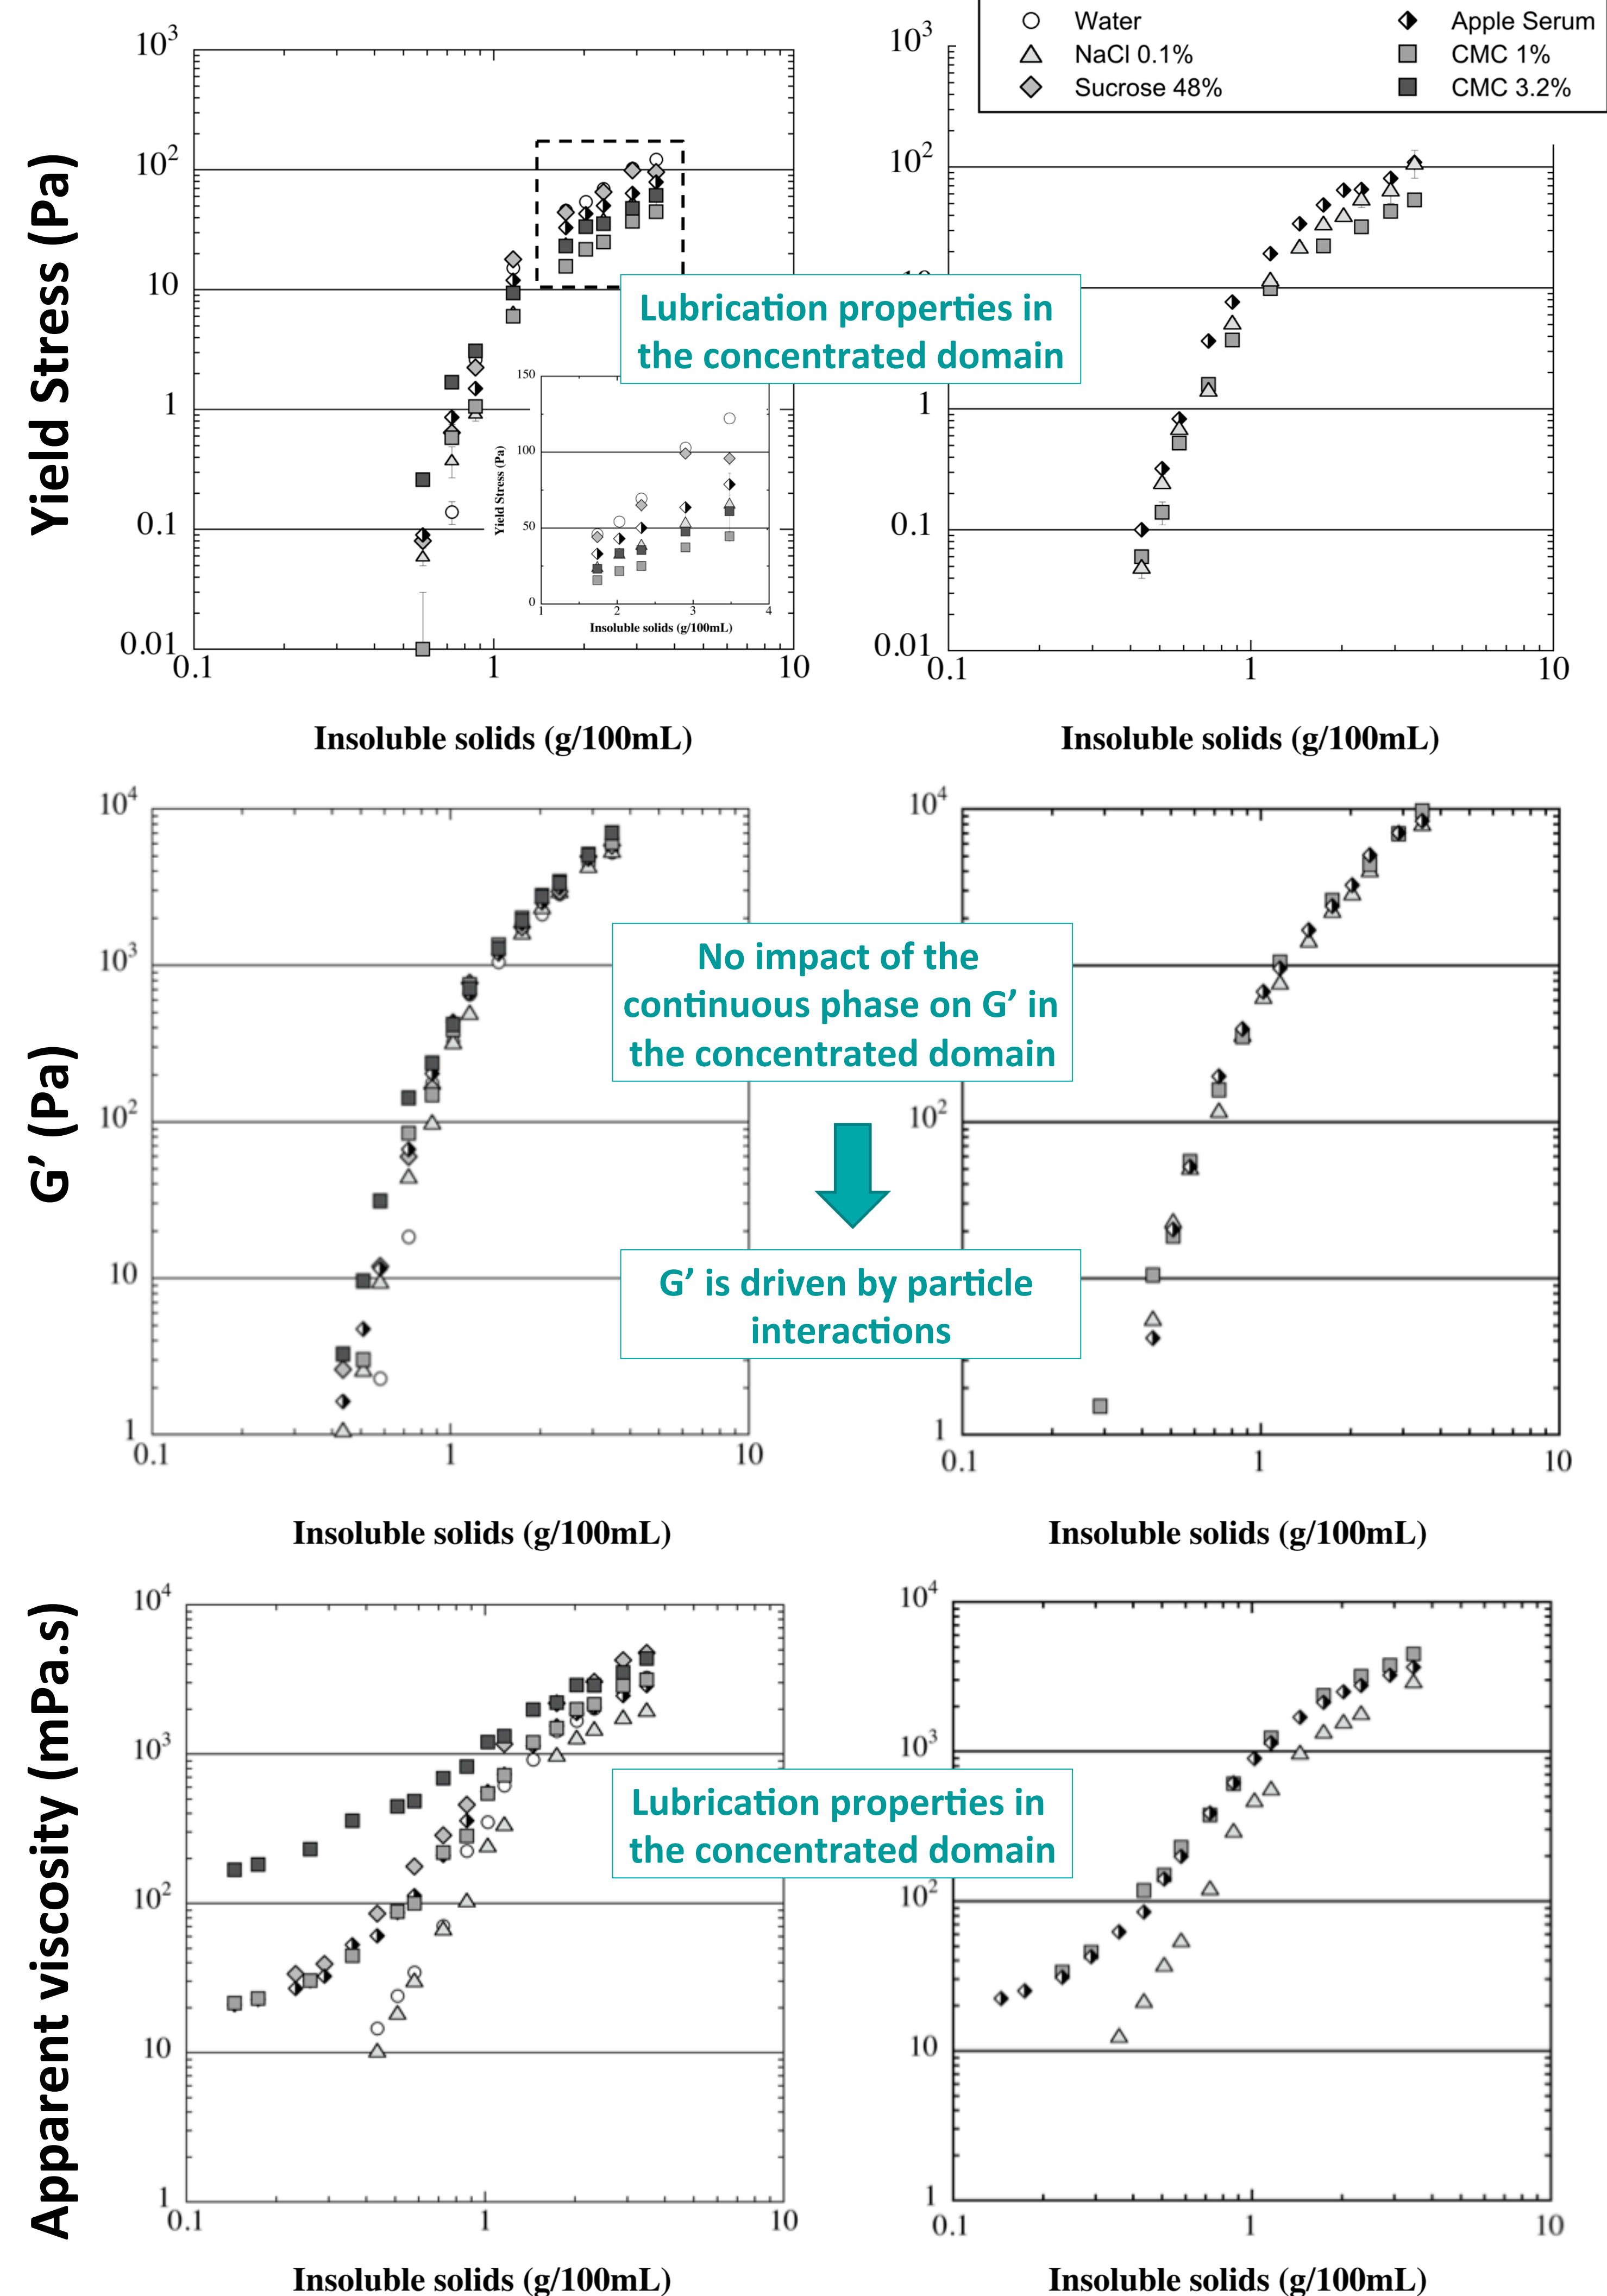 Water
NaCl 0.1%
Sucrose 48%
Apple Serum
CMC 1%
CMC 3.2%
Yield Stress (Pa)
10³
10²
10
1
0.1
0.01
0.1
1
10
Insoluble solids (g/100mL)
150
100
50
0
1
2
3
4
Yield Stress (Pa)
Insoluble solids (g/100mL)
Lubrication properties in
the concentrated domain
10³
10²
1
0.1
0.01
0.1
1
10
Insoluble solids (g/100mL)
G’ (Pa)
10⁴
10³
10²
10
1
0.1
1
10
Insoluble solids (g/100mL)
No impact of the
continuous phase on G’ in
the concentrated domain
G’ is driven by particle
interactions
10⁴
10²
1
0.1
1
10
Insoluble solids (g/100mL)
Apparent viscosity (mPa.s)
10⁴
10³
10²
10
1
0.1
1
10
Insoluble solids (g/100mL)
Lubrication properties in
the concentrated domain
10⁴
10³
10²
10
1
0.1
1
10
Insoluble solids (g/100mL)